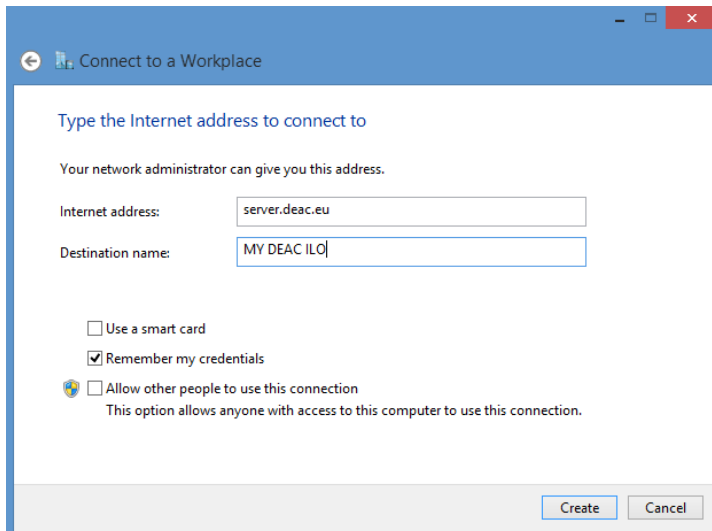 Connect to a Workplace
Type the Internet address to connect to
Your network administrator can give you this address.
Internet address: server.deac.eu
Destination name: MY DEAC ILO
Use a smart card
Remember my credentials
Allow other people to use this connection
This option allows anyone with access to this computer to use this connection.
Create Cancel